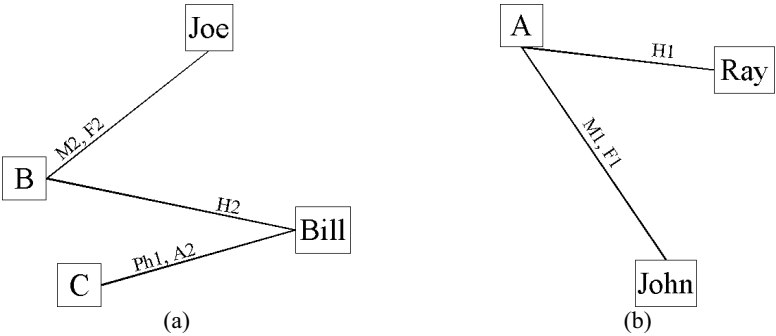 Joe
M2, F2
B
H2
Bill
Ph1, A2
C
(a)
A
H1
Ray
M1, F1
John
(b)